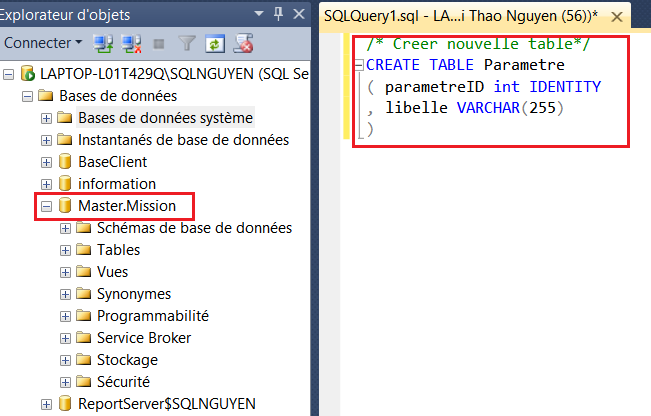 Explorateur d'objets
Connecter
LAPTOP-L01T429Q\SQLNGUYEN (SQL Se
Bases de données
Bases de données système
Instantanés de base de données
BaseClient
information
Master.Mission
Schémas de base de données
Tables
Vues
Synonymes
Programmabilité
Service Broker
Stockage
Sécurité
ReportServer$SQLNGUYEN
SQLQuery1.sql - LA...i Thao Nguyen (56))*
/* Creer nouvelle table*/
CREATE TABLE Parametre
( parametreID int IDENTITY
, libelle VARCHAR(255)
)